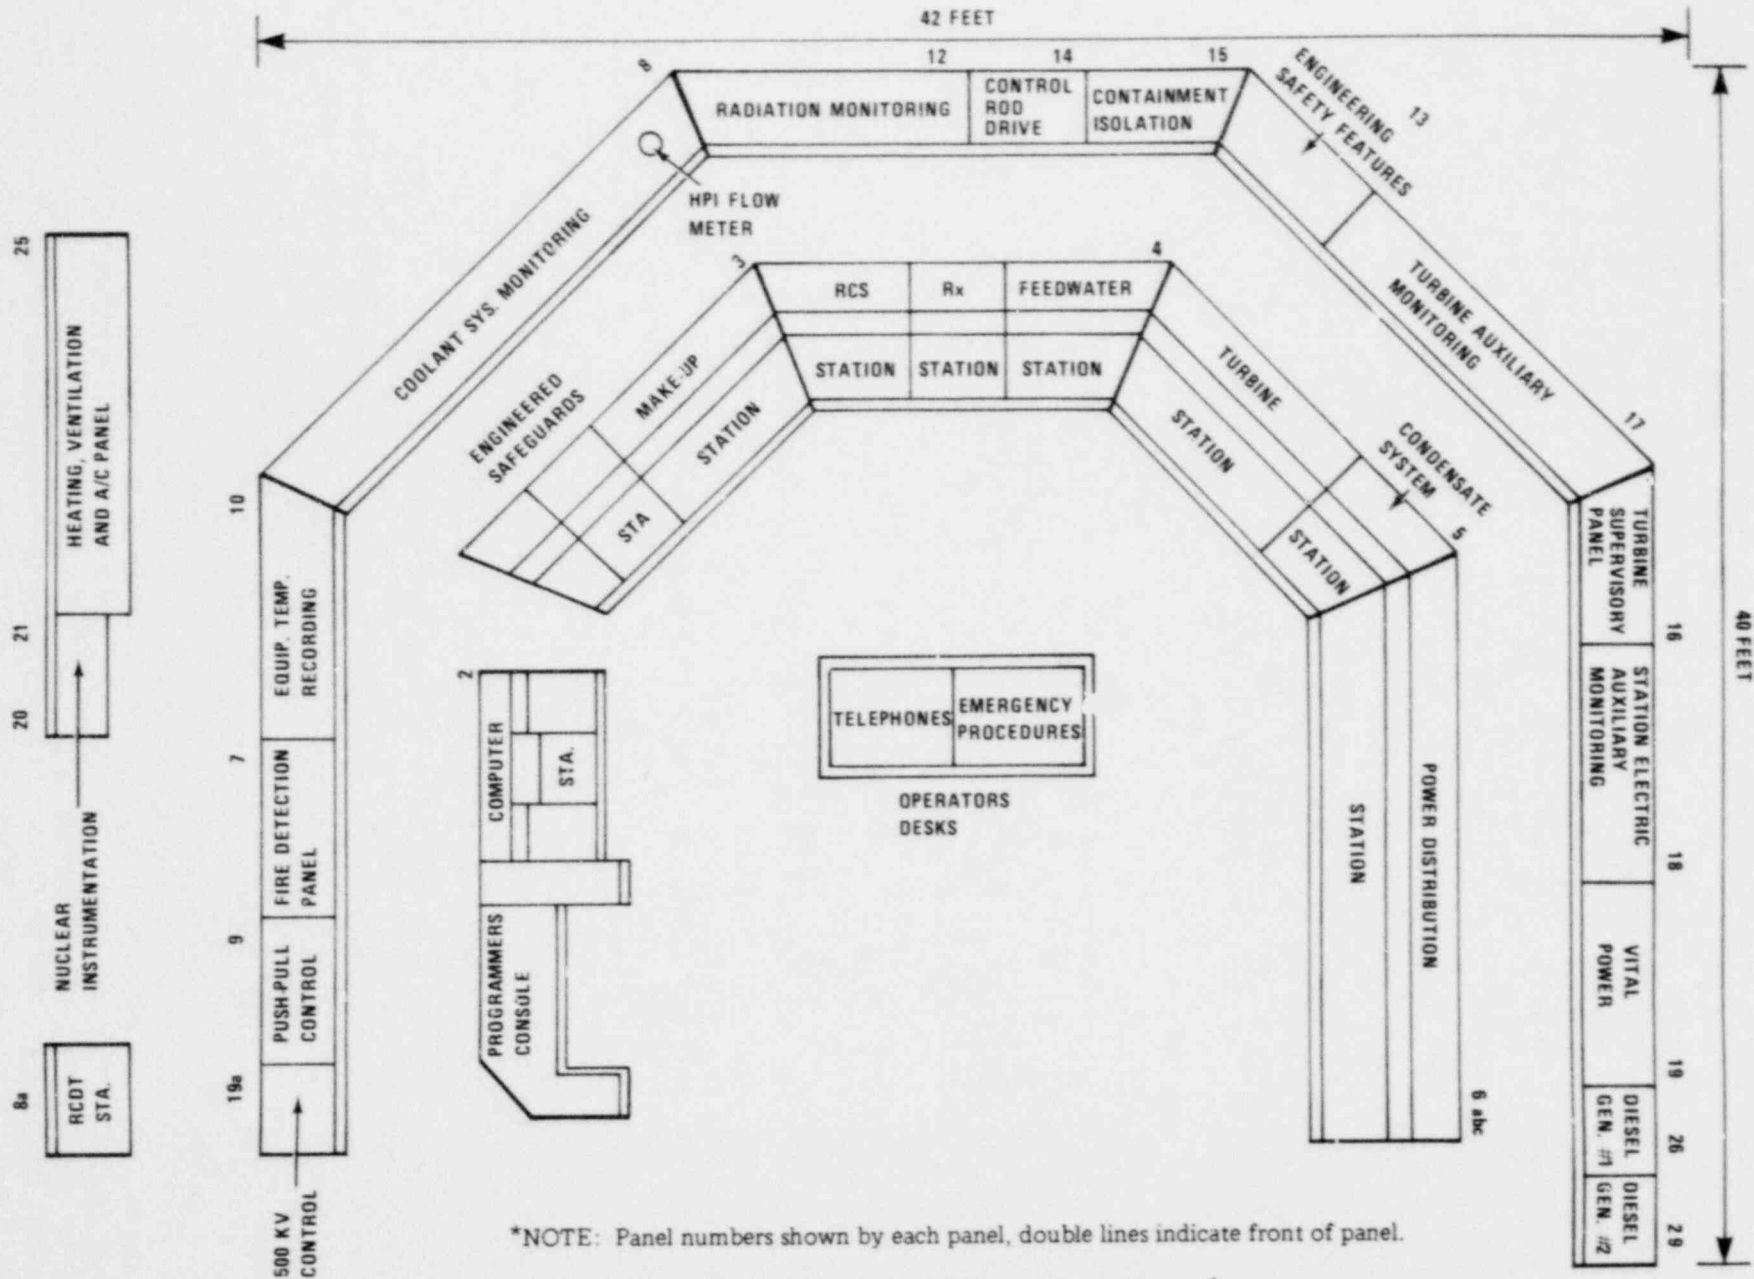 42 FEET
8
12
14
15
RADIATION MONITORING
CONTROL
ROD
DRIVE
CONTAINMENT
ISOLATION
ENGINEERING
SAFETY FEATURES
13
HPI FLOW
METER
COOLANT SYS. MONITORING
TURBINE AUXILIARY
MONITORING
17
25
HEATING, VENTILATION
AND A/C PANEL
21
20
NUCLEAR
INSTRUMENTATION
8a
RCDT
STA.
3
4
RCS
Rx
FEEDWATER
STATION
STATION
STATION
MAKE-UP
STATION
ENGINEERED
SAFEGUARDS
STA
TURBINE
STATION
CONDENSATE
SYSTEM
STATION
5
10
EQUIP. TEMP.
RECORDING
7
FIRE DETECTION
PANEL
9
PUSH-PULL
CONTROL
19a
500 KV
CONTROL
2
COMPUTER
STA.
PROGRAMMERS
CONSOLE
TELEPHONES
EMERGENCY
PROCEDURES
OPERATORS
DESKS
STATION
POWER DISTRIBUTION
6 abc
TURBINE
SUPERVISORY
PANEL
16
STATION ELECTRIC
AUXILIARY
MONITORING
18
VITAL
POWER
19
DIESEL
GEN. #1
26
DIESEL
GEN. #2
29
40 FEET
*NOTE: Panel numbers shown by each panel, double lines indicate front of panel.